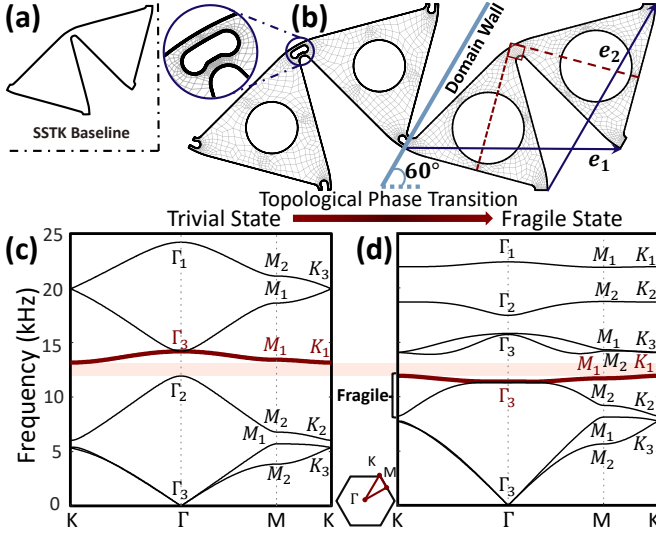 (a)
SSTK Baseline
(b)
Domain Wall
60°
e₁
e₂
Topological Phase Transition
Trivial State
Fragile State
(c)
Frequency (kHz)
25
20
15
10
5
0
Γ₁
M₂
K₃
M₁
Γ₃
M₁
K₁
Γ₂
M₂
K₂
M₁
K₃
M₂
Γ₃
K
Γ
M
K
K
M
Γ
(d)
Γ₁
M₁
K₁
Γ₂
M₂
K₂
Γ₃
M₁
K₃
M₂
M₁
K₁
Fragile
Γ₃
M₂
K₂
M₁
K₃
M₂
Γ₃
K
Γ
M
K